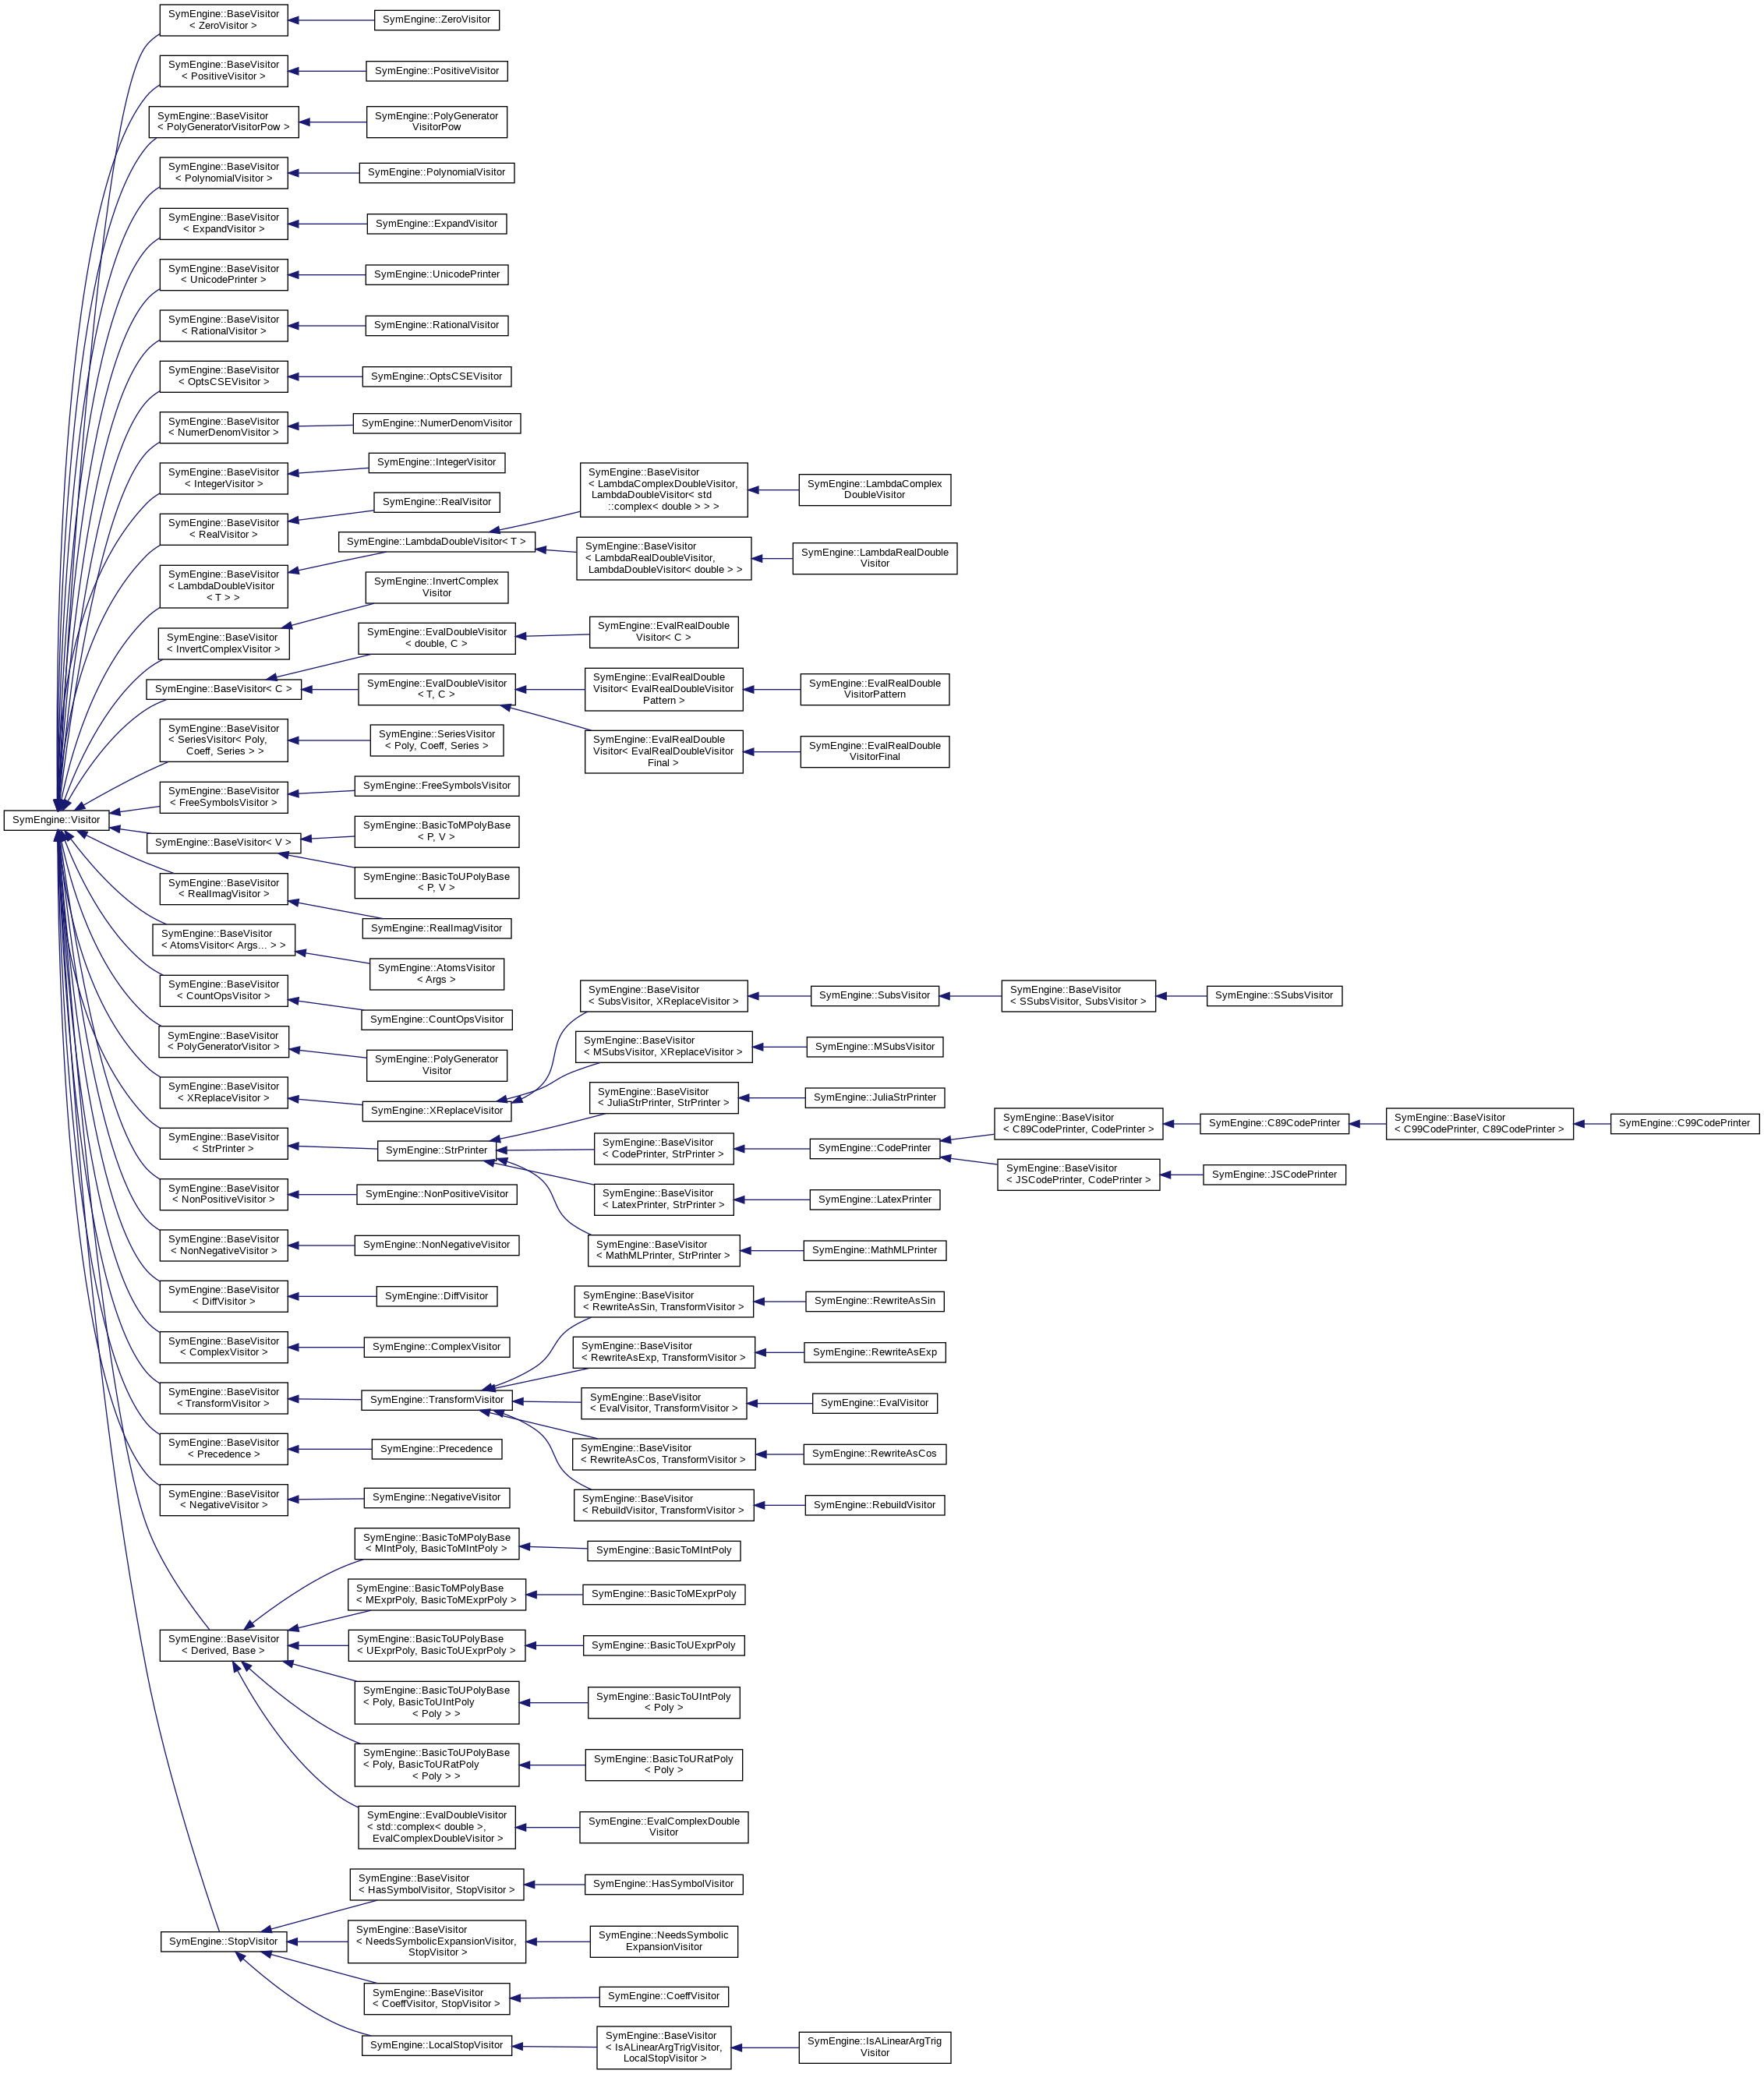 SymEngine::BaseVisitor
< ZeroVisitor >
SymEngine::ZeroVisitor
SymEngine::BaseVisitor
< PositiveVisitor >
SymEngine::PositiveVisitor
SymEngine::BaseVisitor
< PolyGeneratorVisitorPow >
SymEngine::PolyGenerator
VisitorPow
SymEngine::BaseVisitor
< PolynomialVisitor >
SymEngine::PolynomialVisitor
SymEngine::BaseVisitor
< ExpandVisitor >
SymEngine::ExpandVisitor
SymEngine::BaseVisitor
< UnicodePrinter >
SymEngine::UnicodePrinter
SymEngine::BaseVisitor
< RationalVisitor >
SymEngine::RationalVisitor
SymEngine::BaseVisitor
< OptsCSEVisitor >
SymEngine::OptsCSEVisitor
SymEngine::BaseVisitor
< NumerDenomVisitor >
SymEngine::NumerDenomVisitor
SymEngine::BaseVisitor
< IntegerVisitor >
SymEngine::IntegerVisitor
SymEngine::BaseVisitor
< RealVisitor >
SymEngine::RealVisitor
SymEngine::BaseVisitor
< LambdaDoubleVisitor
< T > >
SymEngine::LambdaDoubleVisitor< T >
SymEngine::BaseVisitor
< LambdaComplexDoubleVisitor,
LambdaDoubleVisitor< std
::complex< double > > >
SymEngine::LambdaComplex
DoubleVisitor
SymEngine::BaseVisitor
< LambdaRealDoubleVisitor,
LambdaDoubleVisitor< double > >
SymEngine::LambdaRealDouble
Visitor
SymEngine::BaseVisitor
< InvertComplexVisitor >
SymEngine::InvertComplex
Visitor
SymEngine::BaseVisitor< C >
SymEngine::EvalDoubleVisitor
< double, C >
SymEngine::EvalRealDouble
Visitor< C >
SymEngine::EvalDoubleVisitor
< T, C >
SymEngine::EvalRealDouble
Visitor< EvalRealDoubleVisitor
Pattern >
SymEngine::EvalRealDouble
VisitorPattern
SymEngine::EvalRealDouble
Visitor< EvalRealDoubleVisitor
Final >
SymEngine::EvalRealDouble
VisitorFinal
SymEngine::BaseVisitor
< SeriesVisitor< Poly,
Coeff, Series > >
SymEngine::SeriesVisitor
< Poly, Coeff, Series >
SymEngine::BaseVisitor
< FreeSymbolsVisitor >
SymEngine::FreeSymbolsVisitor
SymEngine::Visitor
SymEngine::BaseVisitor< V >
SymEngine::BasicToMPolyBase
< P, V >
SymEngine::BasicToUPolyBase
< P, V >
SymEngine::BaseVisitor
< RealImagVisitor >
SymEngine::RealImagVisitor
SymEngine::BaseVisitor
< AtomsVisitor< Args... > >
SymEngine::AtomsVisitor
< Args >
SymEngine::BaseVisitor
< CountOpsVisitor >
SymEngine::CountOpsVisitor
SymEngine::BaseVisitor
< PolyGeneratorVisitor >
SymEngine::PolyGenerator
Visitor
SymEngine::BaseVisitor
< XReplaceVisitor >
SymEngine::XReplaceVisitor
SymEngine::BaseVisitor
< SubsVisitor, XReplaceVisitor >
SymEngine::SubsVisitor
SymEngine::BaseVisitor
< SSubsVisitor, SubsVisitor >
SymEngine::SSubsVisitor
SymEngine::BaseVisitor
< MSubsVisitor, XReplaceVisitor >
SymEngine::MSubsVisitor
SymEngine::BaseVisitor
< StrPrinter >
SymEngine::StrPrinter
SymEngine::BaseVisitor
< JuliaStrPrinter, StrPrinter >
SymEngine::JuliaStrPrinter
SymEngine::BaseVisitor
< CodePrinter, StrPrinter >
SymEngine::CodePrinter
SymEngine::BaseVisitor
< C89CodePrinter, CodePrinter >
SymEngine::C89CodePrinter
SymEngine::BaseVisitor
< C99CodePrinter, C89CodePrinter >
SymEngine::C99CodePrinter
SymEngine::BaseVisitor
< JSCodePrinter, CodePrinter >
SymEngine::JSCodePrinter
SymEngine::BaseVisitor
< LatexPrinter, StrPrinter >
SymEngine::LatexPrinter
SymEngine::BaseVisitor
< MathMLPrinter, StrPrinter >
SymEngine::MathMLPrinter
SymEngine::BaseVisitor
< NonPositiveVisitor >
SymEngine::NonPositiveVisitor
SymEngine::BaseVisitor
< NonNegativeVisitor >
SymEngine::NonNegativeVisitor
SymEngine::BaseVisitor
< DiffVisitor >
SymEngine::DiffVisitor
SymEngine::BaseVisitor
< ComplexVisitor >
SymEngine::ComplexVisitor
SymEngine::BaseVisitor
< TransformVisitor >
SymEngine::TransformVisitor
SymEngine::BaseVisitor
< RewriteAsSin, TransformVisitor >
SymEngine::RewriteAsSin
SymEngine::BaseVisitor
< RewriteAsExp, TransformVisitor >
SymEngine::RewriteAsExp
SymEngine::BaseVisitor
< EvalVisitor, TransformVisitor >
SymEngine::EvalVisitor
SymEngine::BaseVisitor
< RewriteAsCos, TransformVisitor >
SymEngine::RewriteAsCos
SymEngine::BaseVisitor
< RebuildVisitor, TransformVisitor >
SymEngine::RebuildVisitor
SymEngine::BaseVisitor
< Precedence >
SymEngine::Precedence
SymEngine::BaseVisitor
< NegativeVisitor >
SymEngine::NegativeVisitor
SymEngine::BaseVisitor
< Derived, Base >
SymEngine::BasicToMPolyBase
< MIntPoly, BasicToMIntPoly >
SymEngine::BasicToMIntPoly
SymEngine::BasicToMPolyBase
< MExprPoly, BasicToMExprPoly >
SymEngine::BasicToMExprPoly
SymEngine::BasicToUPolyBase
< UExprPoly, BasicToUExprPoly >
SymEngine::BasicToUExprPoly
SymEngine::BasicToUPolyBase
< Poly, BasicToUIntPoly
< Poly > >
SymEngine::BasicToUIntPoly
< Poly >
SymEngine::BasicToUPolyBase
< Poly, BasicToURatPoly
< Poly > >
SymEngine::BasicToURatPoly
< Poly >
SymEngine::EvalDoubleVisitor
< std::complex< double >,
EvalComplexDoubleVisitor >
SymEngine::EvalComplexDouble
Visitor
SymEngine::StopVisitor
SymEngine::BaseVisitor
< HasSymbolVisitor, StopVisitor >
SymEngine::HasSymbolVisitor
SymEngine::BaseVisitor
< NeedsSymbolicExpansionVisitor,
StopVisitor >
SymEngine::NeedsSymbolic
ExpansionVisitor
SymEngine::BaseVisitor
< CoeffVisitor, StopVisitor >
SymEngine::CoeffVisitor
SymEngine::LocalStopVisitor
SymEngine::BaseVisitor
< IsALinearArgTrigVisitor,
LocalStopVisitor >
SymEngine::IsALinearArgTrig
Visitor